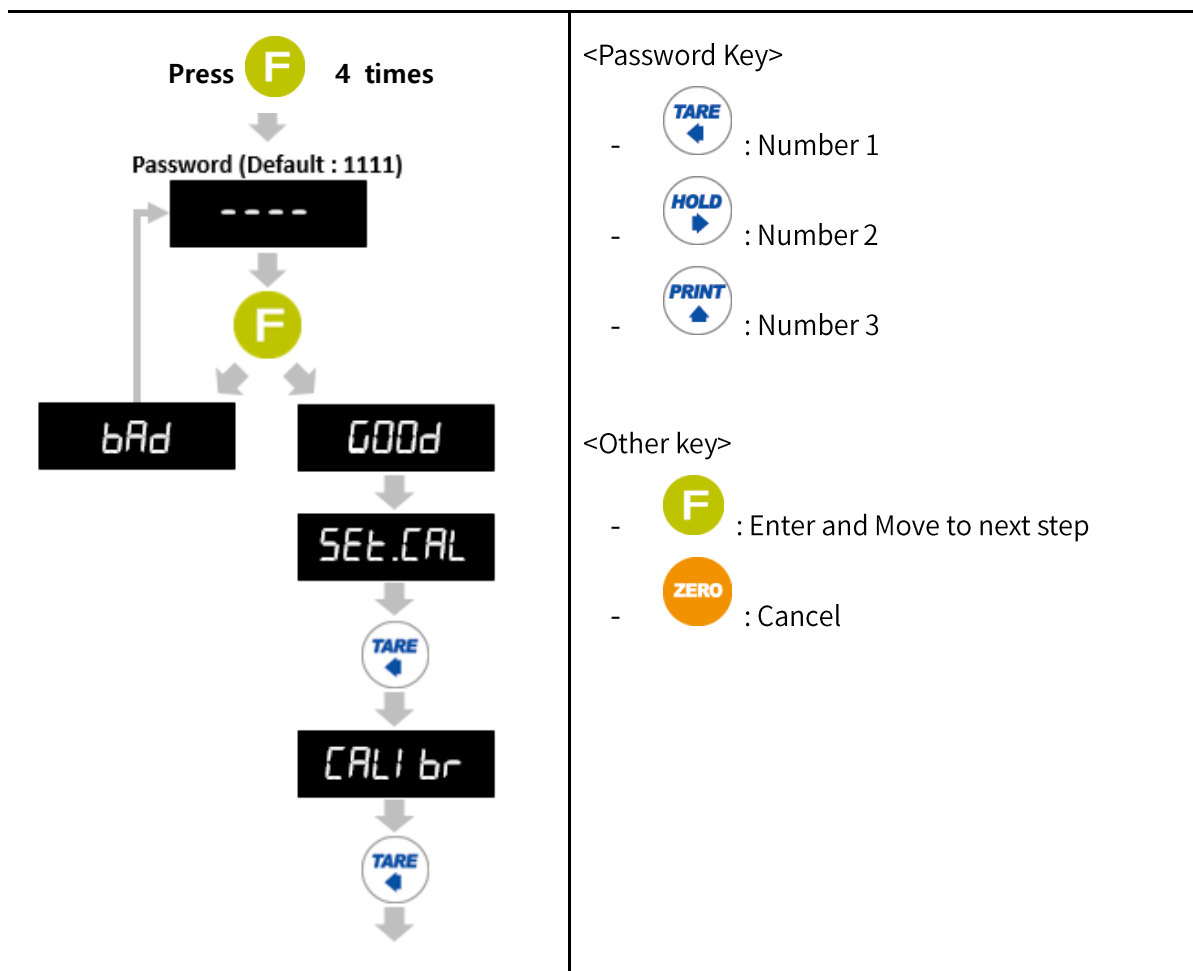 Press F 4 times
Password (Default : 1111)
----
F
bAd
GOOd
SEt.CAL
TARE
CALI br
TARE
<Password Key>
- TARE : Number 1
- HOLD : Number 2
- PRINT : Number 3
<Other key>
- F : Enter and Move to next step
- ZERO : Cancel